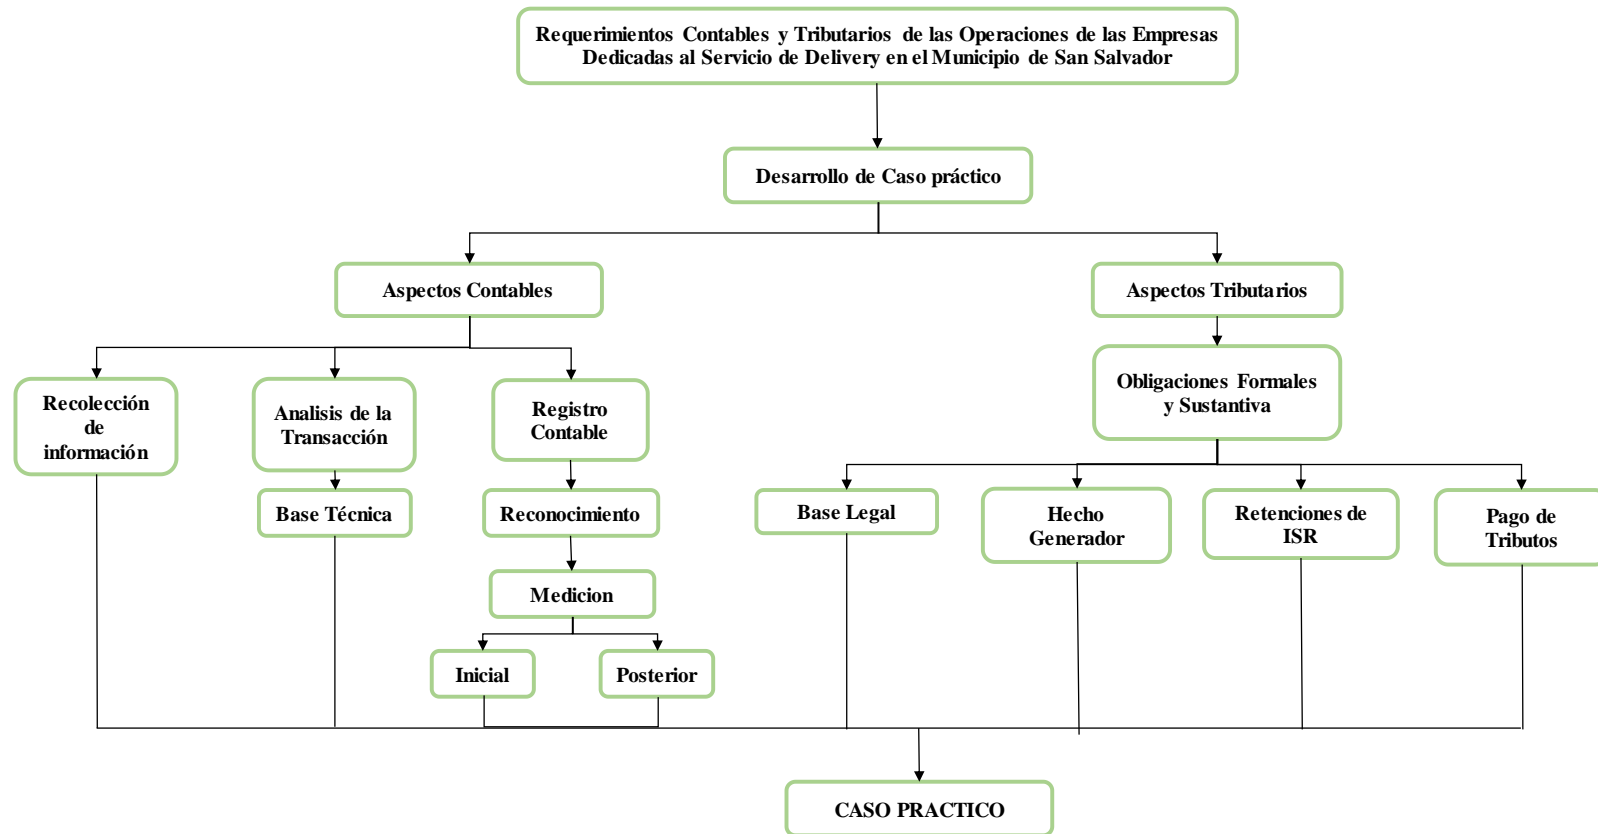 Requerimientos Contables y Tributarios de las Operaciones de las Empresas
Dedicadas al Servicio de Delivery en el Municipio de San Salvador
Desarrollo de Caso práctico
Aspectos Contables
Aspectos Tributarios
Recolección
de
información
Analisis de la
Transacción
Registro
Contable
Obligaciones Formales
y Sustantiva
Base Técnica
Reconocimiento
Base Legal
Hecho
Generador
Retenciones de
ISR
Pago de
Tributos
Medicion
Inicial
Posterior
CASO PRACTICO